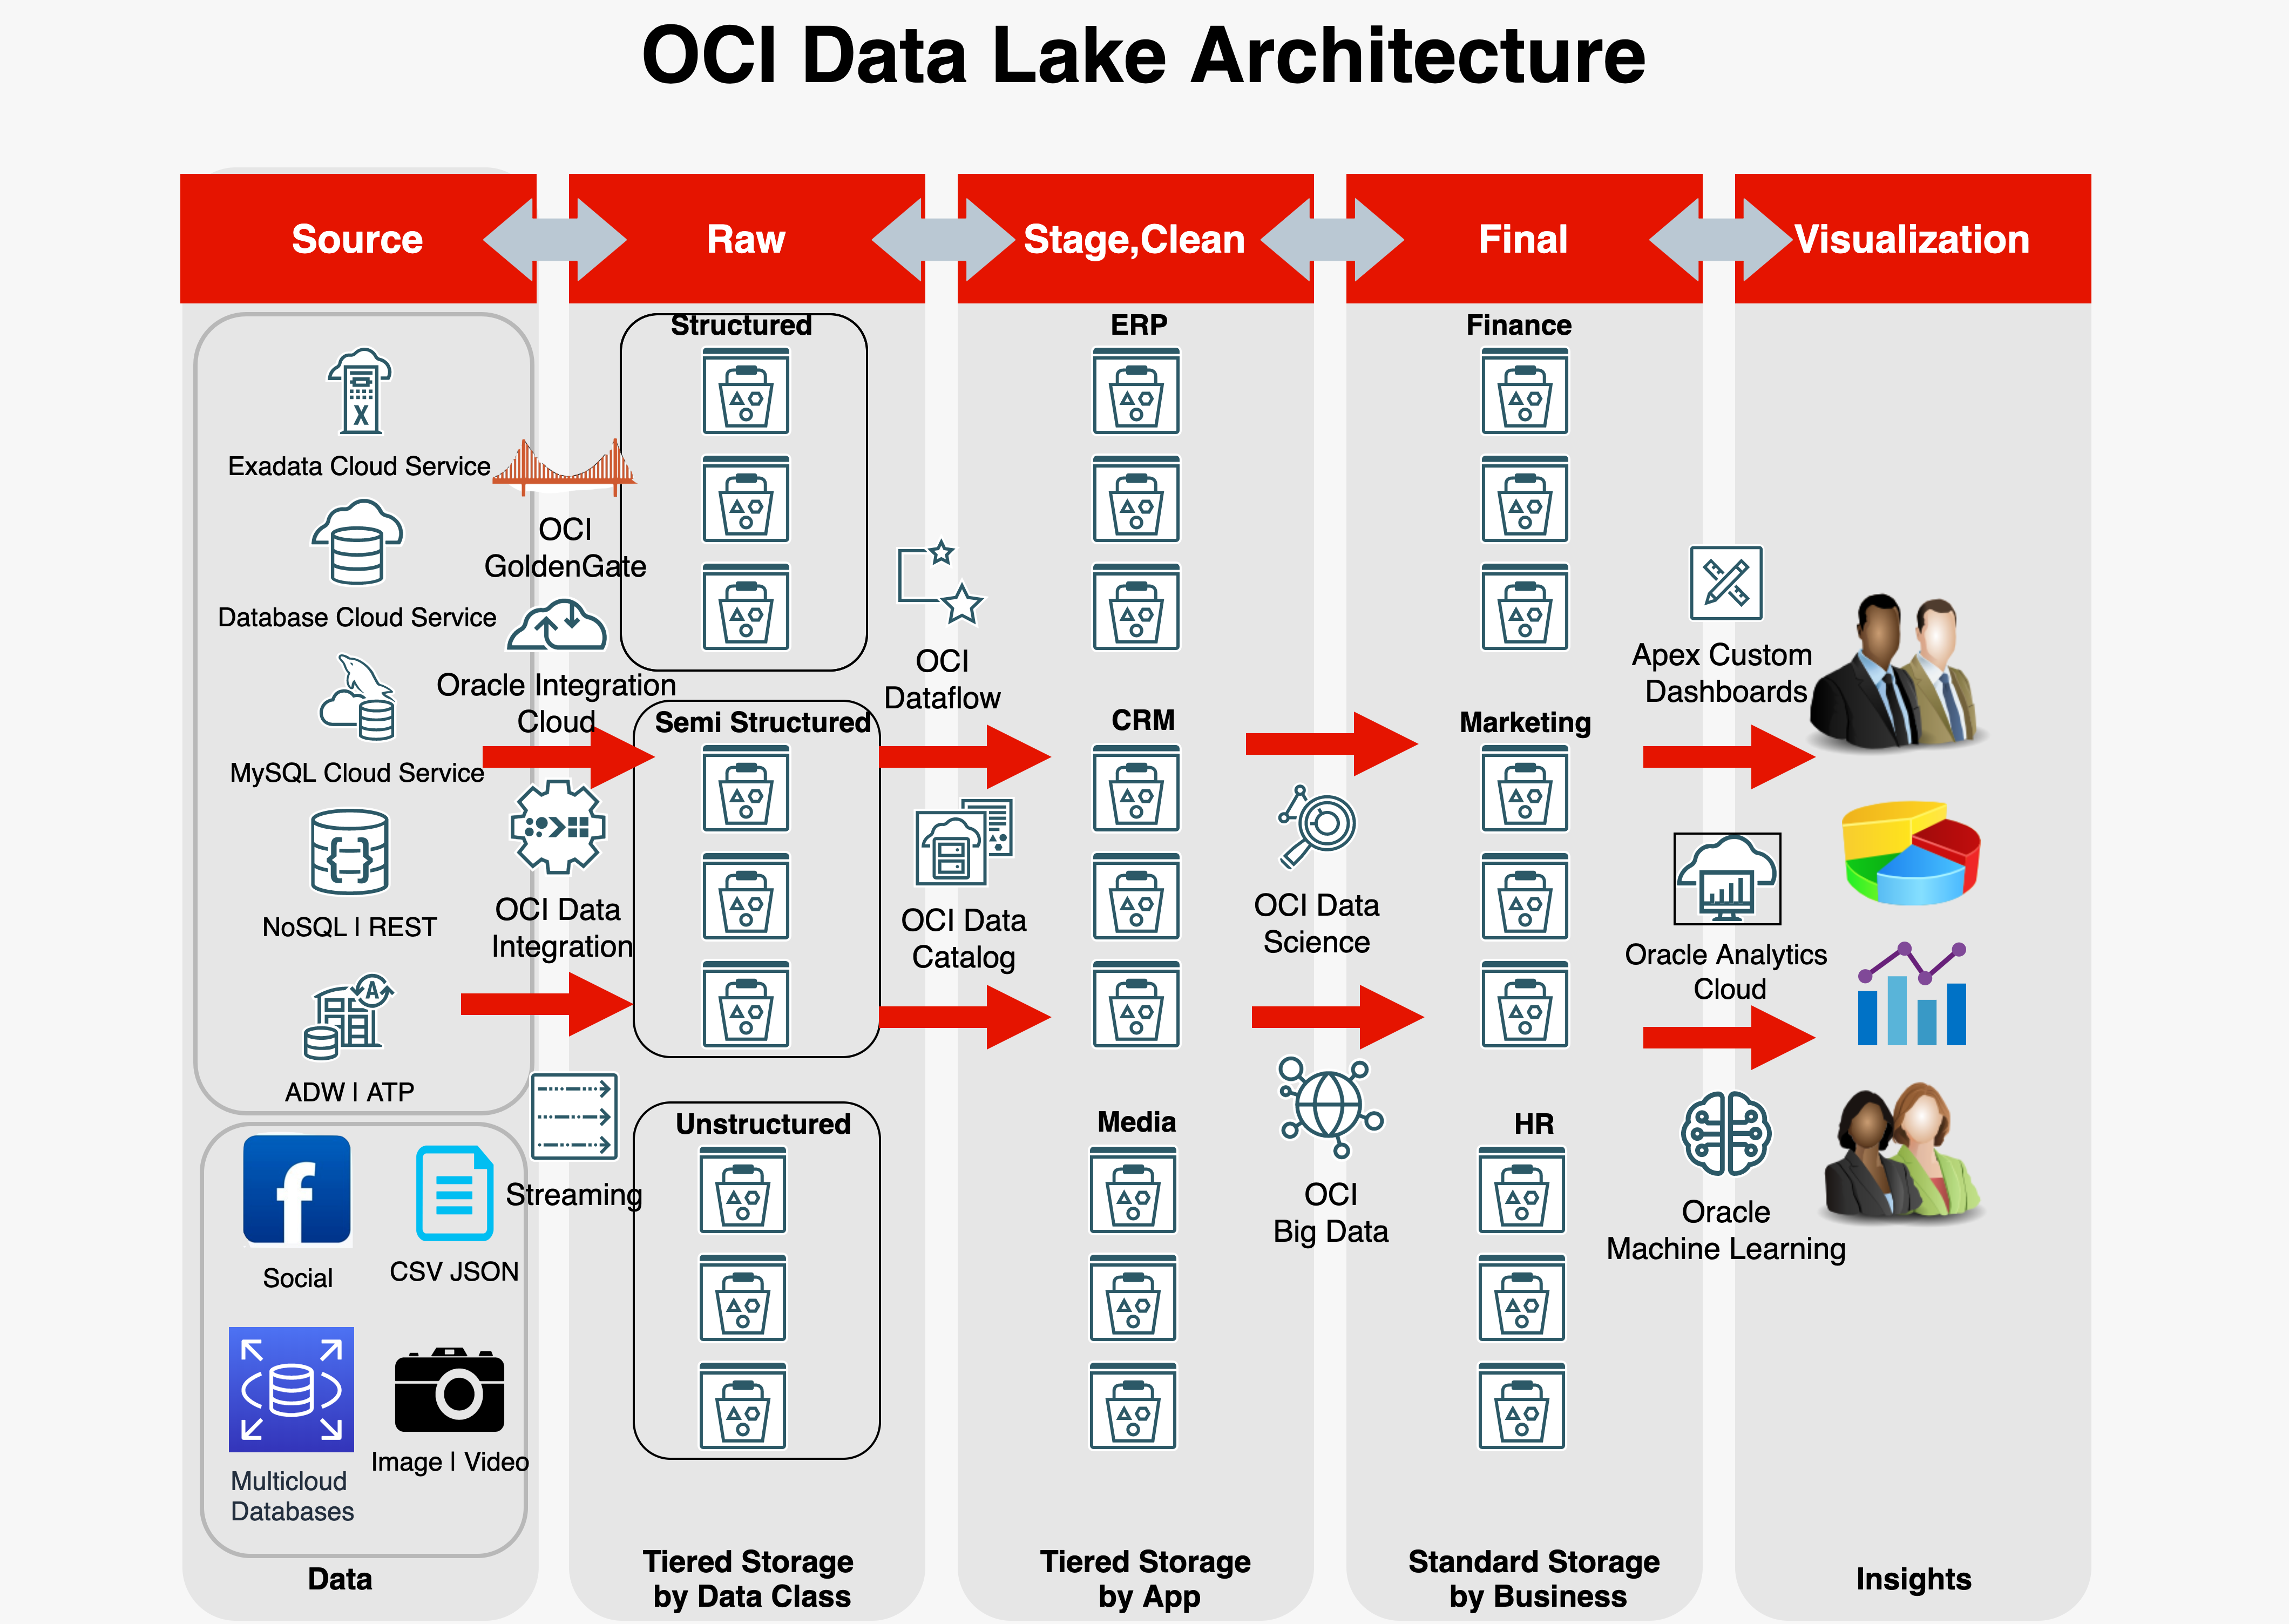 OCI Data Lake Architecture
Source
Raw
Stage,Clean
Final
Visualization
Exadata Cloud Service
Database Cloud Service
MySQL Cloud Service
NoSQL | REST
ADW | ATP
Social
CSV JSON
Multicloud
Databases
Image | Video
Data
OCI
GoldenGate
Oracle Integration
Cloud
OCI Data
Integration
Streaming
Structured
Semi Structured
Unstructured
Tiered Storage
by Data Class
OCI
Dataflow
OCI Data
Catalog
ERP
CRM
Media
Tiered Storage
by App
OCI Data
Science
OCI
Big Data
Finance
Marketing
HR
Standard Storage
by Business
Apex Custom
Dashboards
Oracle Analytics
Cloud
Oracle
Machine Learning
Insights
X
A
f